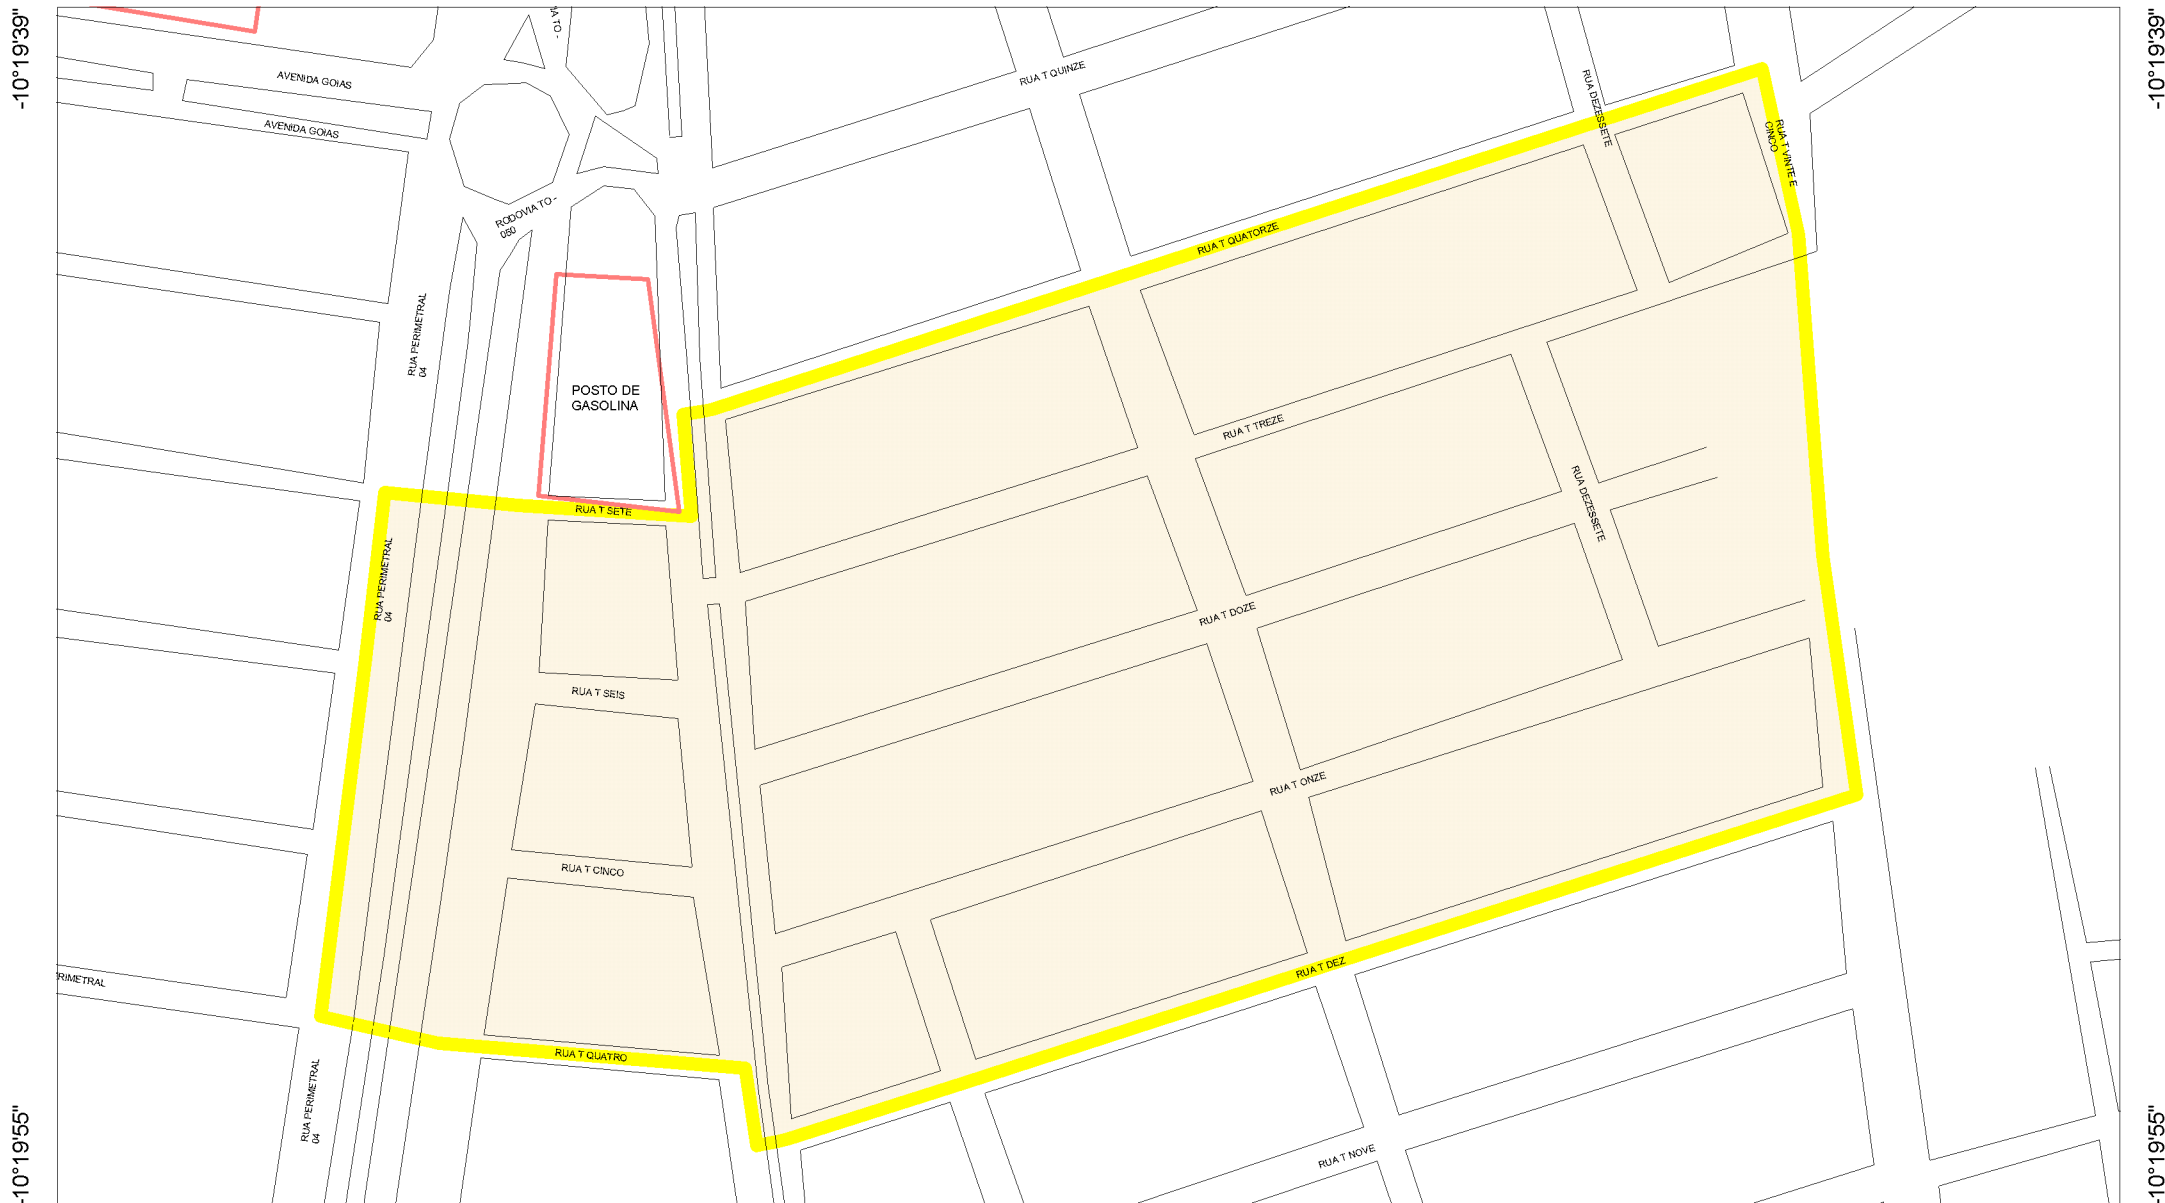 -10°19'39"
-10°19'39"
AVENIDA GOIAS
AVENIDA GOIAS
RUA T QUINZE
RUA DEZESSETE
RUA T VINTE E
CINCO
RODOVIA TO -
080
RUA T QUATORZE
RUA PERIMETRAL
04
POSTO DE
GASOLINA
RUA T TREZE
RUA T SETE
RUA DEZESSETE
RUA PERIMETRAL
04
RUA T DOZE
RUA T SEIS
RUA T ONZE
RUA T CINCO
RUA T DEZ
RIMETRAL
RUA T QUATRO
RUA PERIMETRAL
04
RUA T NOVE
-10°19'55"
-10°19'55"